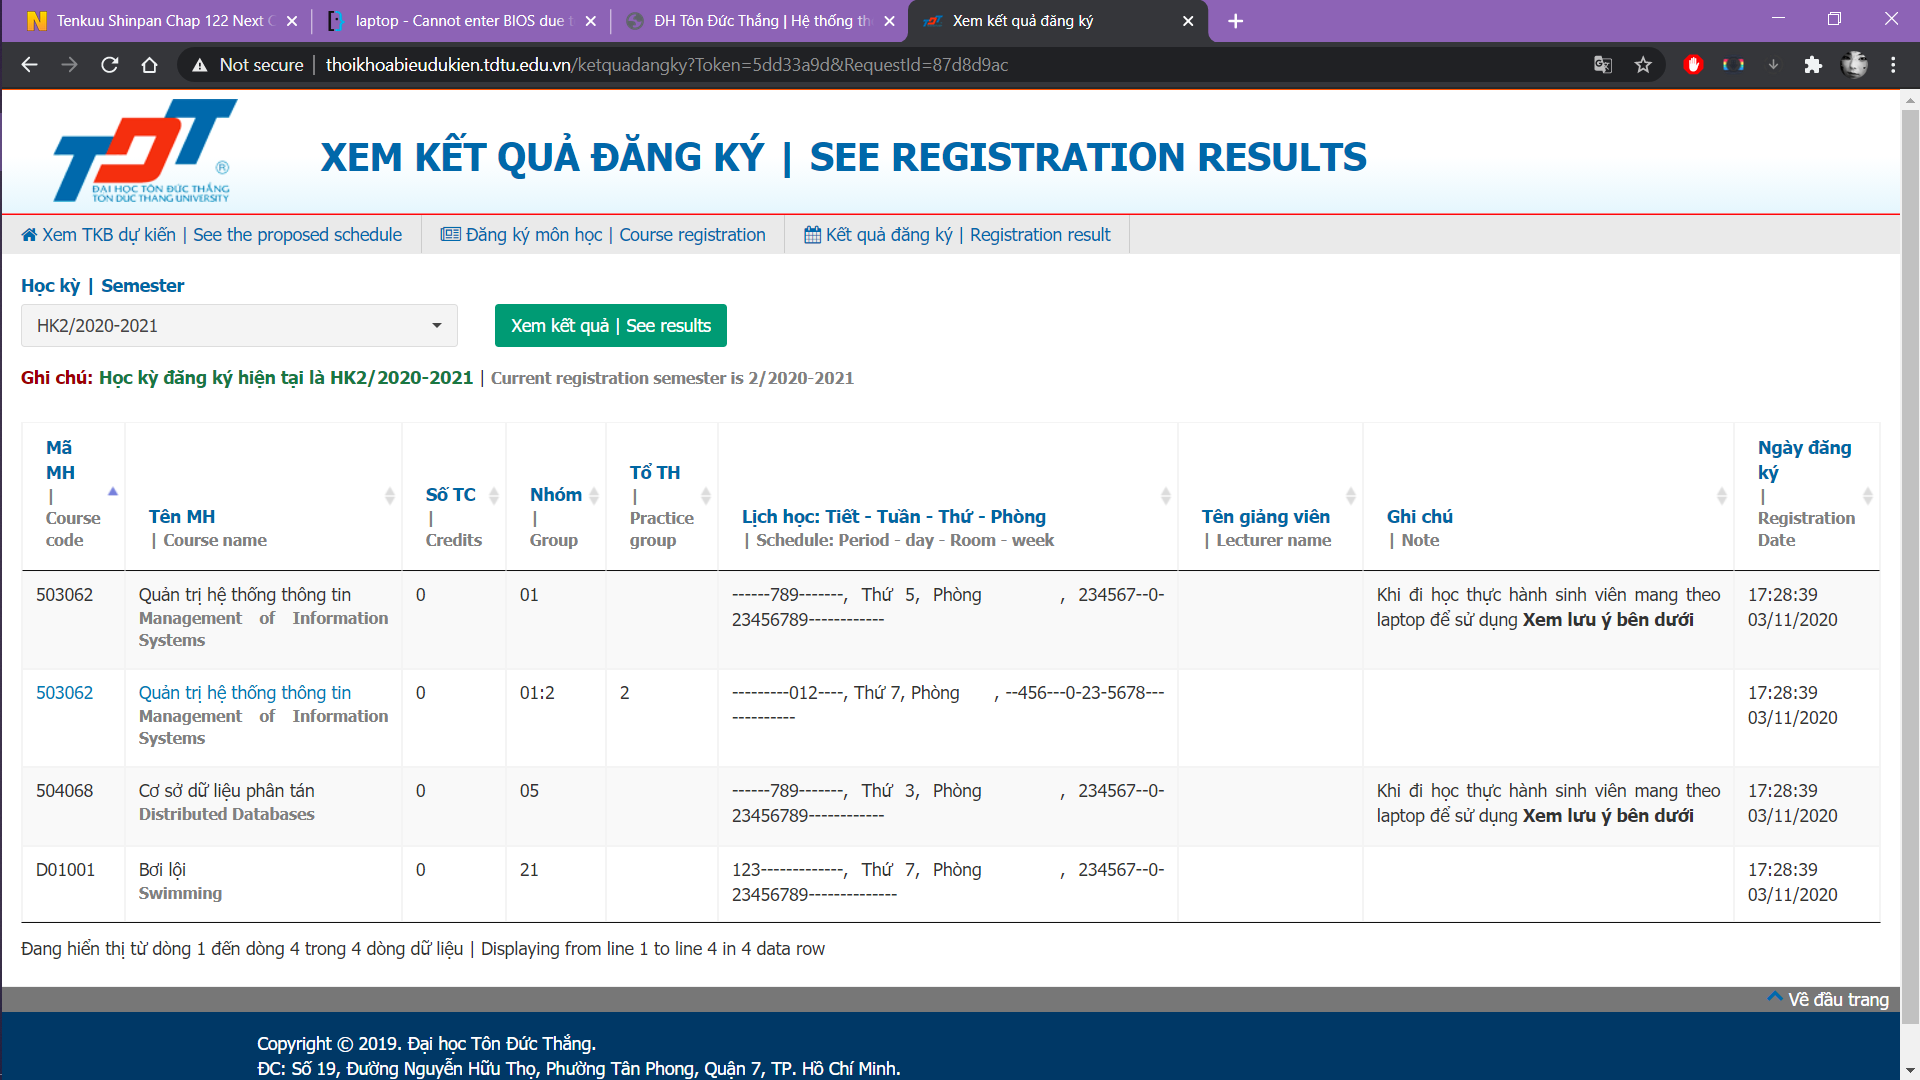 Tenkuu Shinpan Chap 122 Next
laptop - Cannot enter BIOS due
ĐH Tôn Đức Thắng | Hệ thống
Xem kết quả đăng ký
Not secure
thoikhoabieudukien.tdtu.edu.vn/ketquadangky?Token=5dd33a9d&RequestId=87d8d9ac
TDT ®
ĐẠI HỌC TÔN ĐỨC THẮNG
TON DUC THANG UNIVERSITY
XEM KẾT QUẢ ĐĂNG KÝ | SEE REGISTRATION RESULTS
Xem TKB dự kiến | See the proposed schedule
Đăng ký môn học | Course registration
Kết quả đăng ký | Registration result
Học kỳ | Semester
HK2/2020-2021
Xem kết quả | See results
Ghi chú: Học kỳ đăng ký hiện tại là HK2/2020-2021 | Current registration semester is 2/2020-2021
Mã
MH
|
Course
code
Tên MH
| Course name
Số TC
|
Credits
Nhóm
|
Group
Tổ TH
|
Practice
group
Lịch học: Tiết - Tuần - Thứ - Phòng
| Schedule: Period - day - Room - week
Tên giảng viên
| Lecturer name
Ghi chú
| Note
Ngày đăng
ký
|
Registration
Date
503062
Quản trị hệ thống thông tin
Management of Information
Systems
0
01
------789-------, Thứ 5, Phòng , 234567--0-
23456789------------
Khi đi học thực hành sinh viên mang theo
laptop để sử dụng Xem lưu ý bên dưới
17:28:39
03/11/2020
503062
Quản trị hệ thống thông tin
Management of Information
Systems
0
01:2
2
---------012----, Thứ 7, Phòng , --456---0-23-5678---
-----------
17:28:39
03/11/2020
504068
Cơ sở dữ liệu phân tán
Distributed Databases
0
05
------789-------, Thứ 3, Phòng , 234567--0-
23456789------------
Khi đi học thực hành sinh viên mang theo
laptop để sử dụng Xem lưu ý bên dưới
17:28:39
03/11/2020
D01001
Bơi lội
Swimming
0
21
123-------------, Thứ 7, Phòng , 234567--0-
23456789--------------
17:28:39
03/11/2020
Đang hiển thị từ dòng 1 đến dòng 4 trong 4 dòng dữ liệu | Displaying from line 1 to line 4 in 4 data row
Về đầu trang
Copyright © 2019. Đại học Tôn Đức Thắng.
ĐC: Số 19, Đường Nguyễn Hữu Thọ, Phường Tân Phong, Quận 7, TP. Hồ Chí Minh.